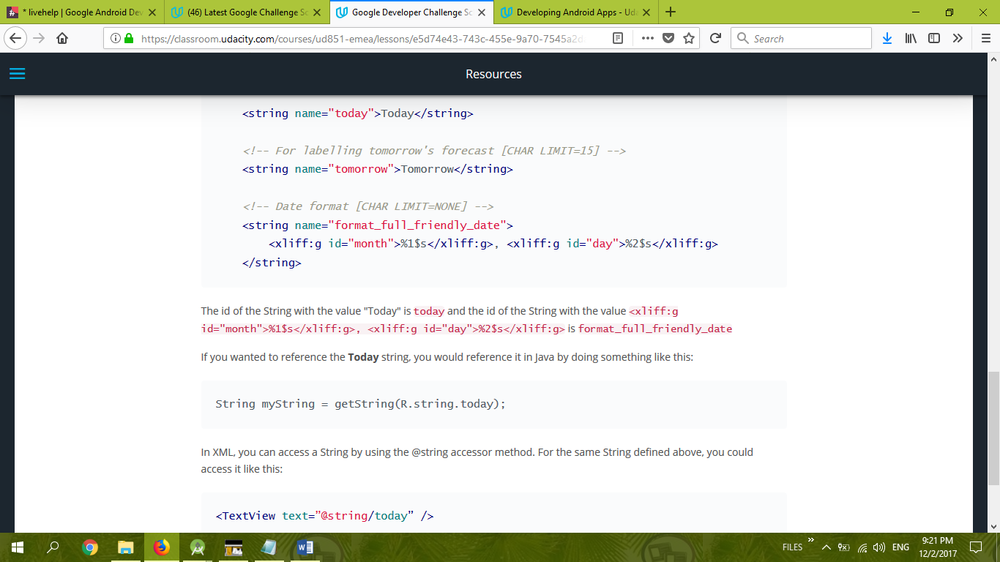 * livehelp | Google Android Dev
(46) Latest Google Challenge Sc
Google Developer Challenge Sc
Developing Android Apps - Uda
https://classroom.udacity.com/courses/ud851-emea/lessons/e5d74e43-743c-455e-9a70-7545a2d
Search
Resources
<string name="today">Today</string>
<!-- For labelling tomorrow's forecast [CHAR LIMIT=15] -->
<string name="tomorrow">Tomorrow</string>
<!-- Date format [CHAR LIMIT=NONE] -->
<string name="format_full_friendly_date">
<xliff:g id="month">%1$s</xliff:g>, <xliff:g id="day">%2$s</xliff:g>
</string>
The id of the String with the value "Today" is today and the id of the String with the value <xliff:g
id="month">%1$s</xliff:g>, <xliff:g id="day">%2$s</xliff:g> is format_full_friendly_date
If you wanted to reference the Today string, you would reference it in Java by doing something like this:
String myString = getString(R.string.today);
In XML, you can access a String by using the @string accessor method. For the same String defined above, you could
access it like this:
<TextView text="@string/today” />
FILES
ENG
9:21 PM
12/2/2017